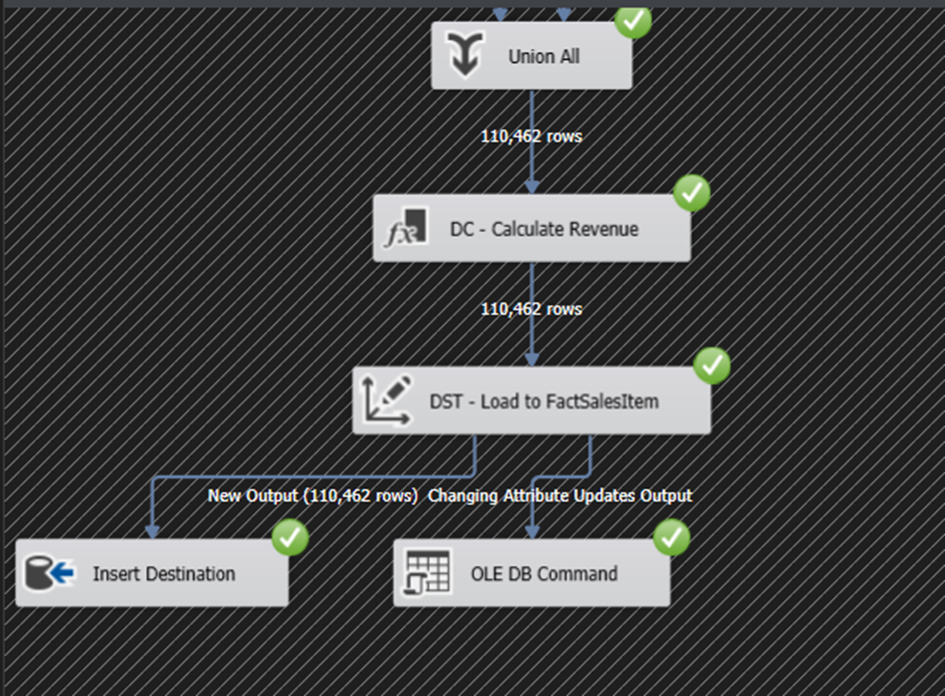 Union All
110,462 rows
DC - Calculate Revenue
110,462 rows
DST - Load to FactSalesItem
New Output (110,462 rows) Changing Attribute Updates Output
Insert Destination
OLE DB Command